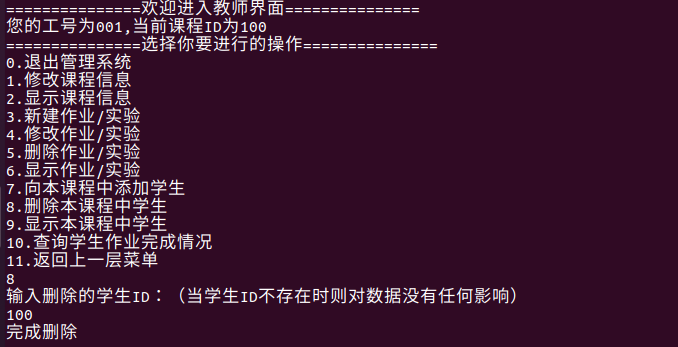 ===============欢迎进入教师界面===============
您的工号为001,当前课程ID为100
===============选择你要进行的操作===============
0.退出管理系统
1.修改课程信息
2.显示课程信息
3.新建作业/实验
4.修改作业/实验
5.删除作业/实验
6.显示作业/实验
7.向本课程中添加学生
8.删除本课程中学生
9.显示本课程中学生
10.查询学生作业完成情况
11.返回上一层菜单
8
输入删除的学生ID：（当学生ID不存在时则对数据没有任何影响）
100
完成删除